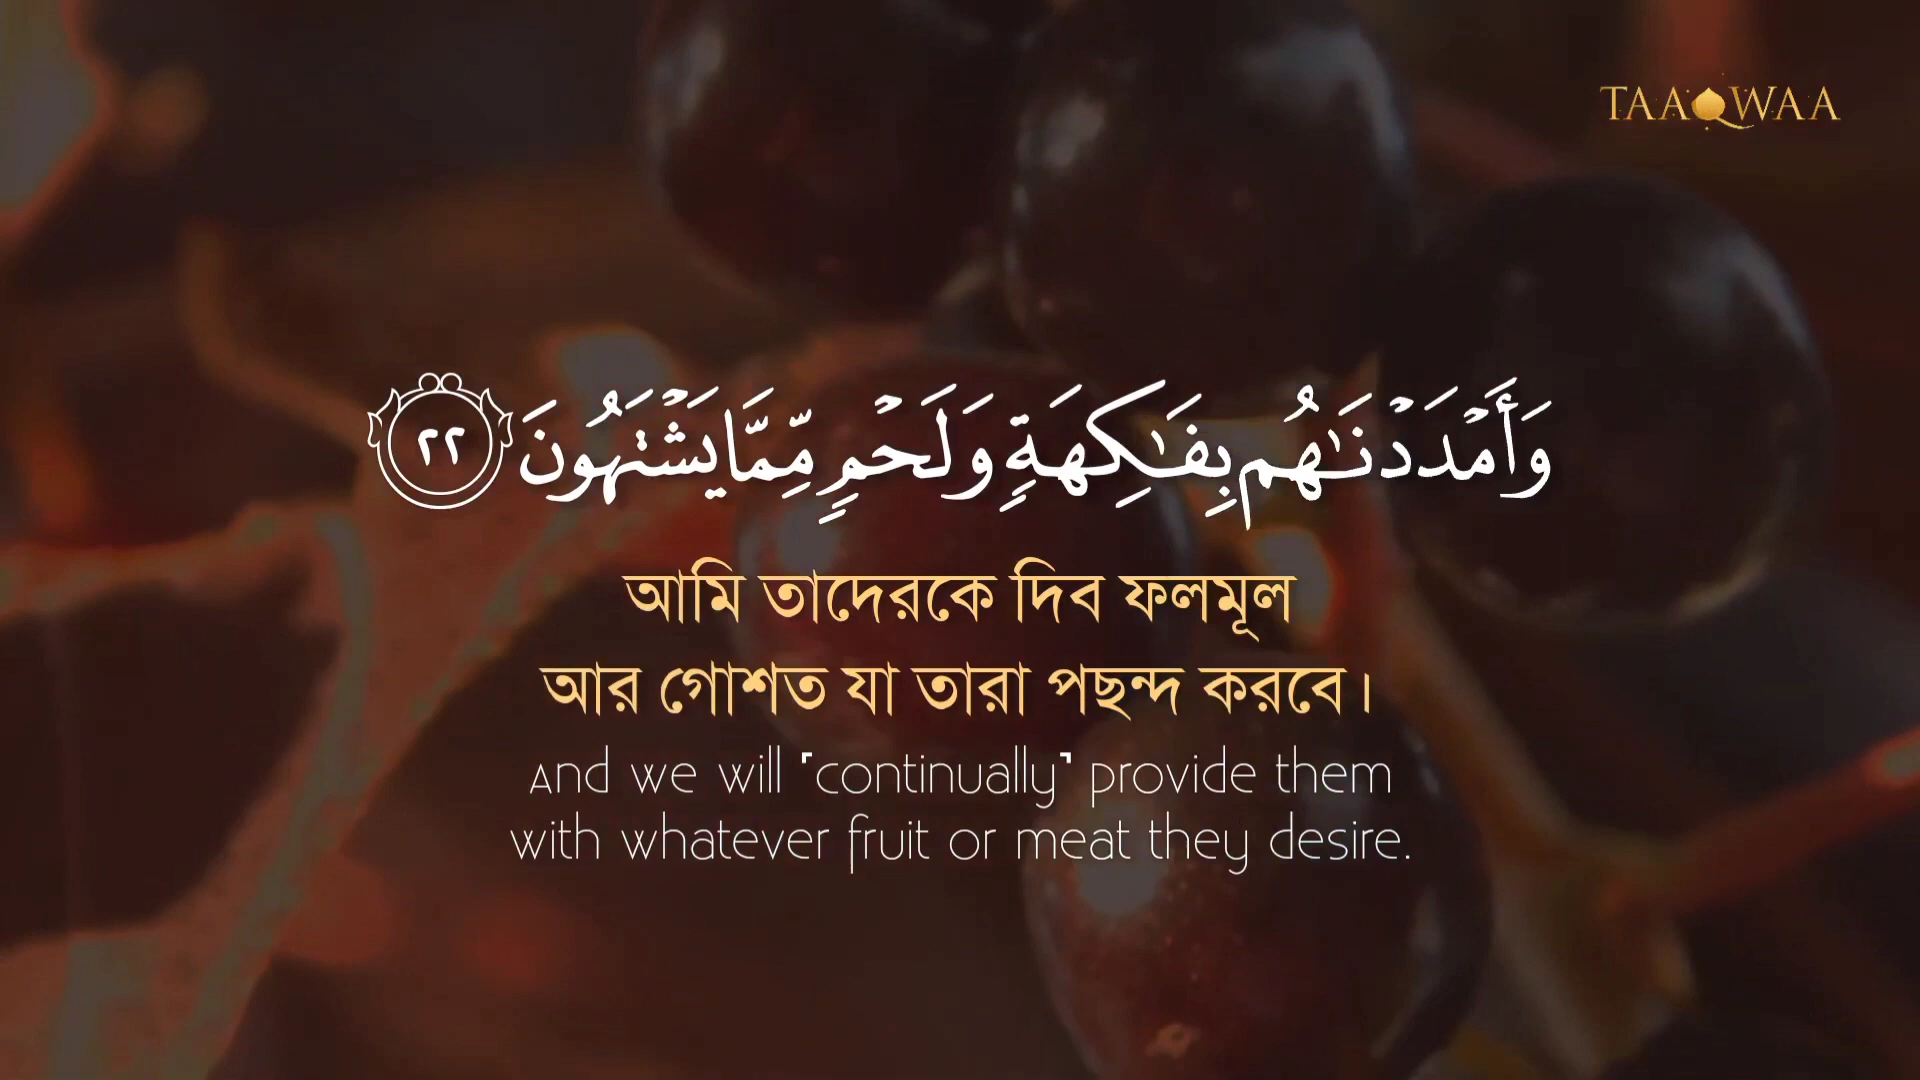 TAAQWAA
وَأَمْدَدْنَٰهُم بِفَٰكِهَةٍ وَلَحْمٍ مِّمَّا يَشْتَهُونَ ٢٢
আমি তাদেরকে দিব ফলমূল
আর গোশত যা তারা পছন্দ করবে।
And we will ⸢continually⸣ provide them
with whatever fruit or meat they desire.